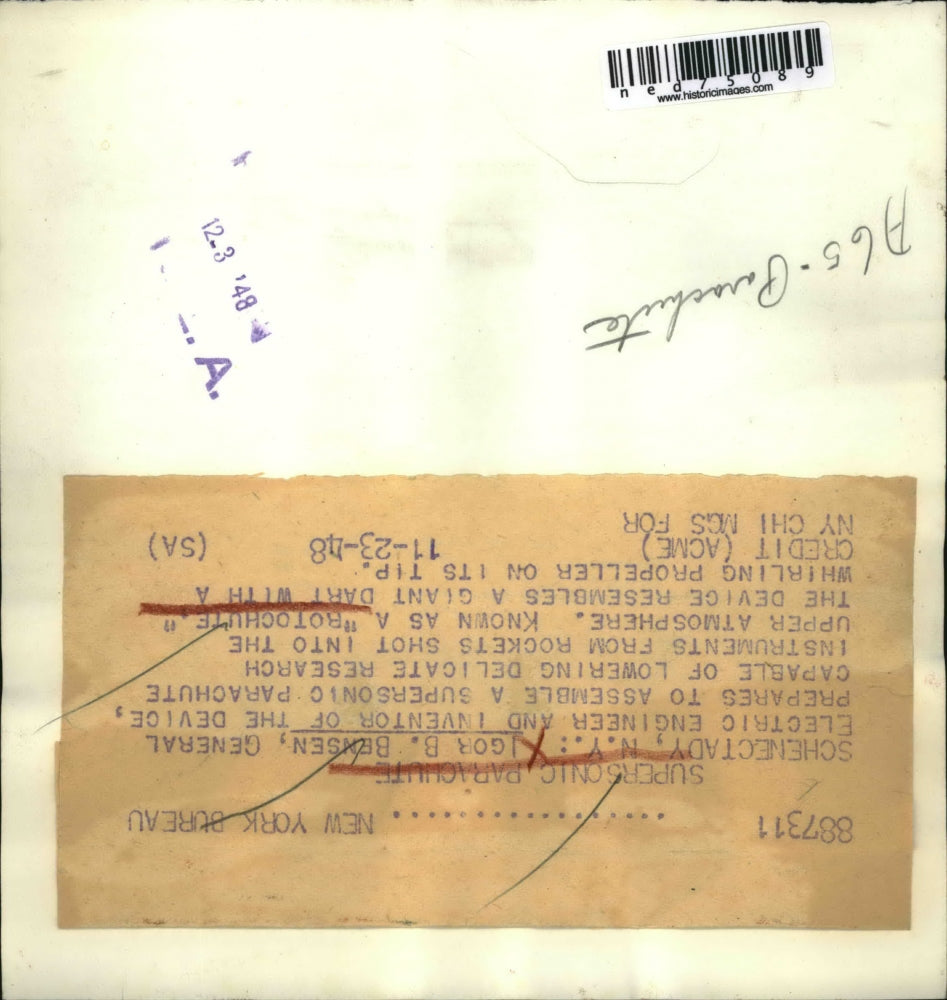 ned75089
www.historicimages.com
A65-Parachute
12-3 '48
A.
887311 .................. NEW YORK BUREAU
SUPERSONIC PARACHUTE
SCHENECTADY, N.Y.: IGOR B. BENSEN, GENERAL
ELECTRIC ENGINEER AND INVENTOR OF THE DEVICE,
PREPARES TO ASSEMBLE A SUPERSONIC PARACHUTE
CAPABLE OF LOWERING DELICATE RESEARCH
INSTRUMENTS FROM ROCKETS SHOT INTO THE
UPPER ATMOSPHERE. KNOWN AS A "ROTOCHUTE,"
THE DEVICE RESEMBLES A GIANT DART WITH A
WHIRLING PROPELLER ON ITS TIP.
CREDIT (ACME) 11-23-48 (SA)
NY CHI MGS FOR